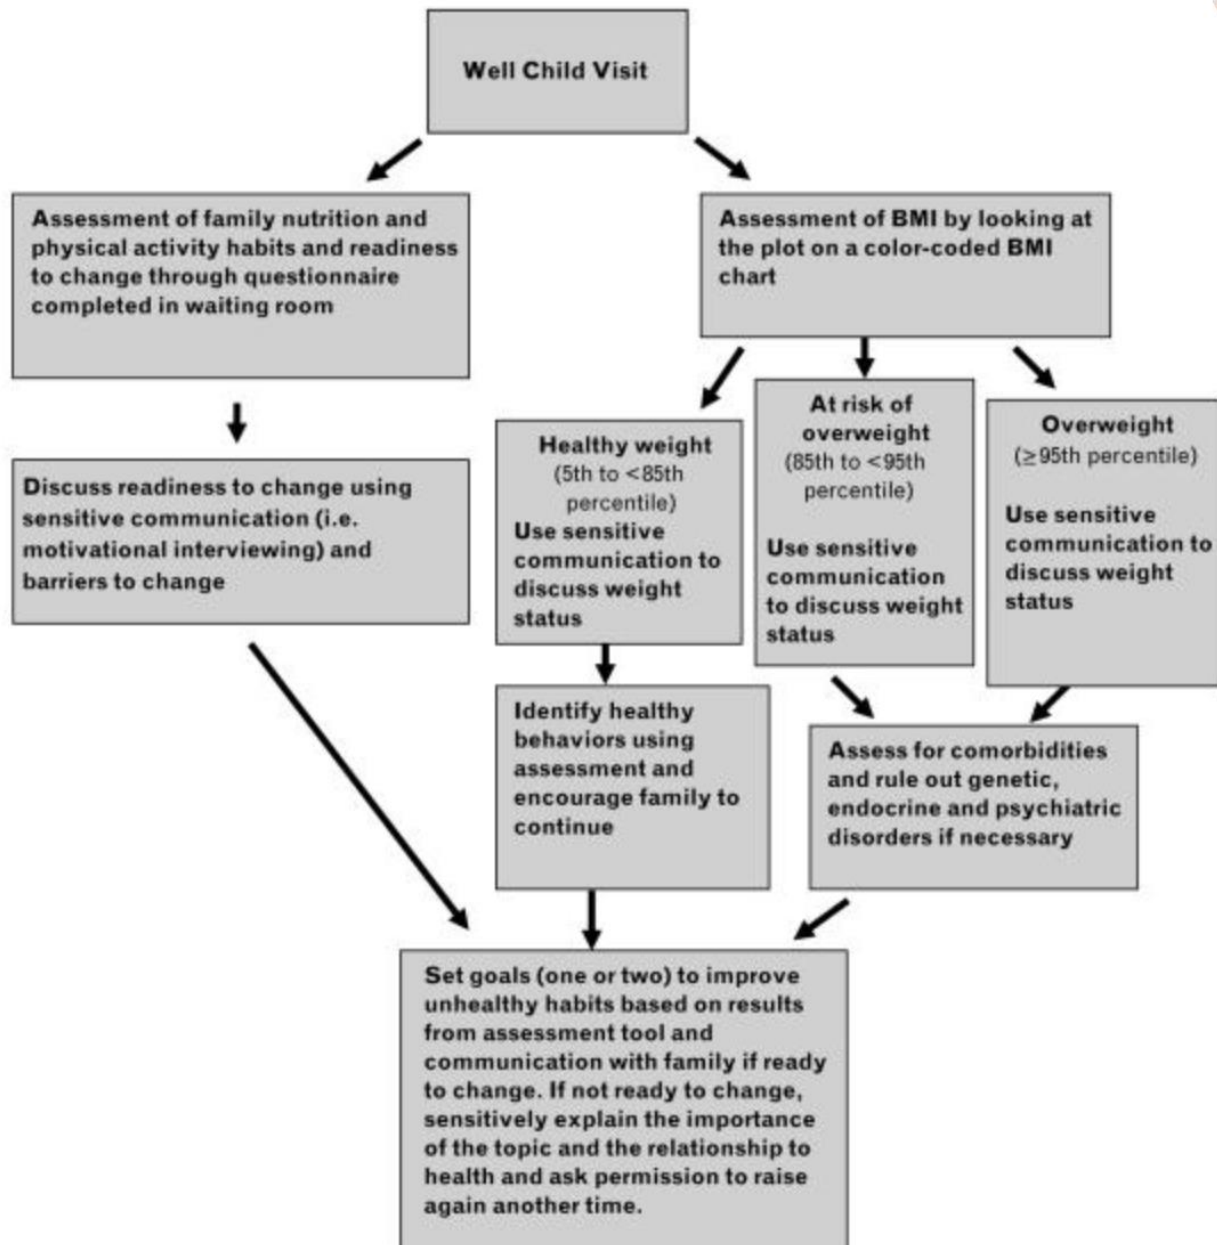 Well Child Visit
Assessment of family nutrition and
physical activity habits and readiness
to change through questionnaire
completed in waiting room
Assessment of BMI by looking at
the plot on a color-coded BMI
chart
Discuss readiness to change using
sensitive communication (i.e.
motivational interviewing) and
barriers to change
Healthy weight
(5th to <85th
percentile)
Use sensitive
communication to
discuss weight
status
At risk of
overweight
(85th to <95th
percentile)
Use sensitive
communication
to discuss weight
status
Overweight
(≥95th percentile)
Use sensitive
communication to
discuss weight
status
Identify healthy
behaviors using
assessment and
encourage family to
continue
Assess for comorbidities
and rule out genetic,
endocrine and psychiatric
disorders if necessary
Set goals (one or two) to improve
unhealthy habits based on results
from assessment tool and
communication with family if ready
to change. If not ready to change,
sensitively explain the importance
of the topic and the relationship to
health and ask permission to raise
again another time.